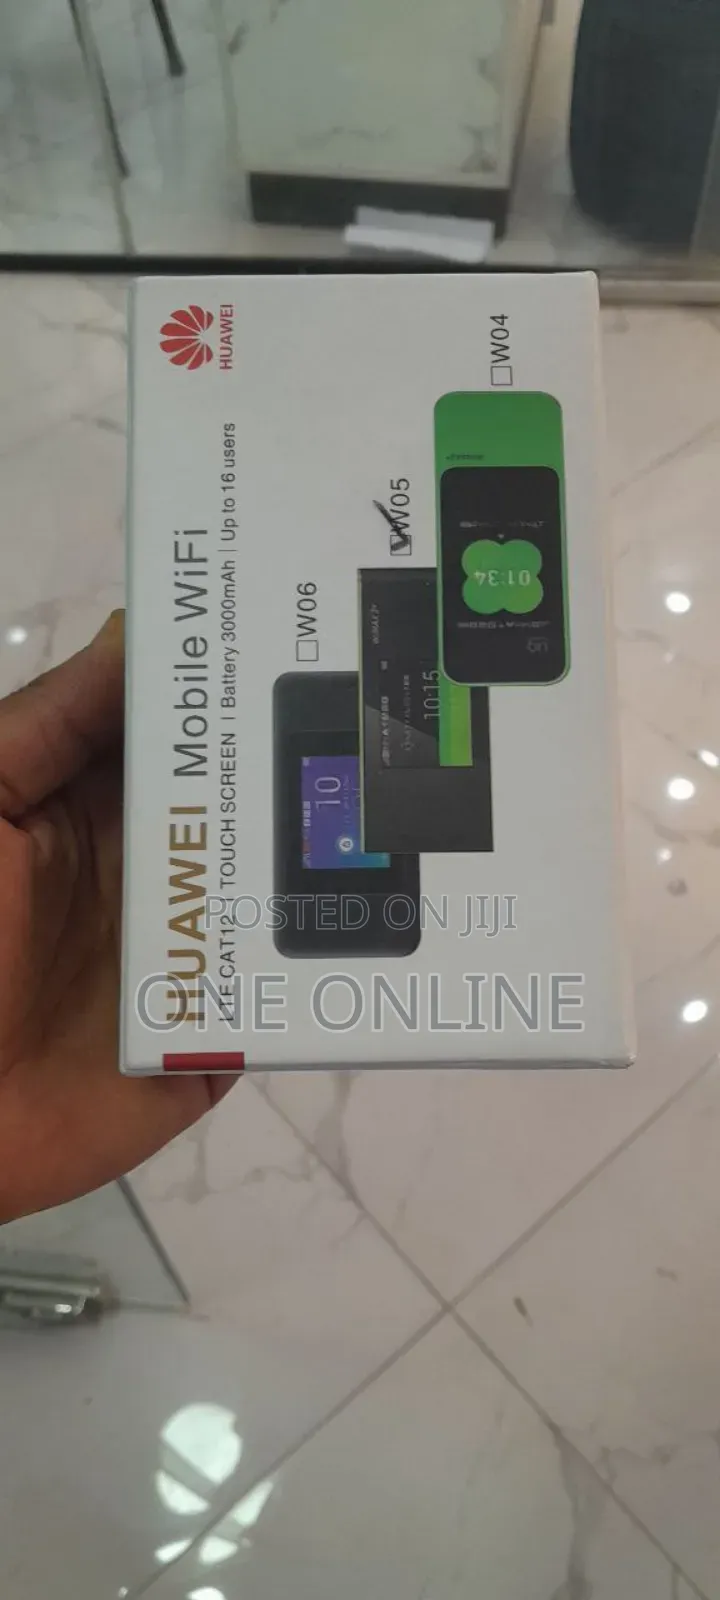 HUAWEI
HUAWEI Mobile WiFi
LTE CAT12 | TOUCH SCREEN | Battery 3000mAh | Up to 16 users
W06
W05
W04
10
10:15
01:34
POSTED ON JIJI
ONE ONLINE